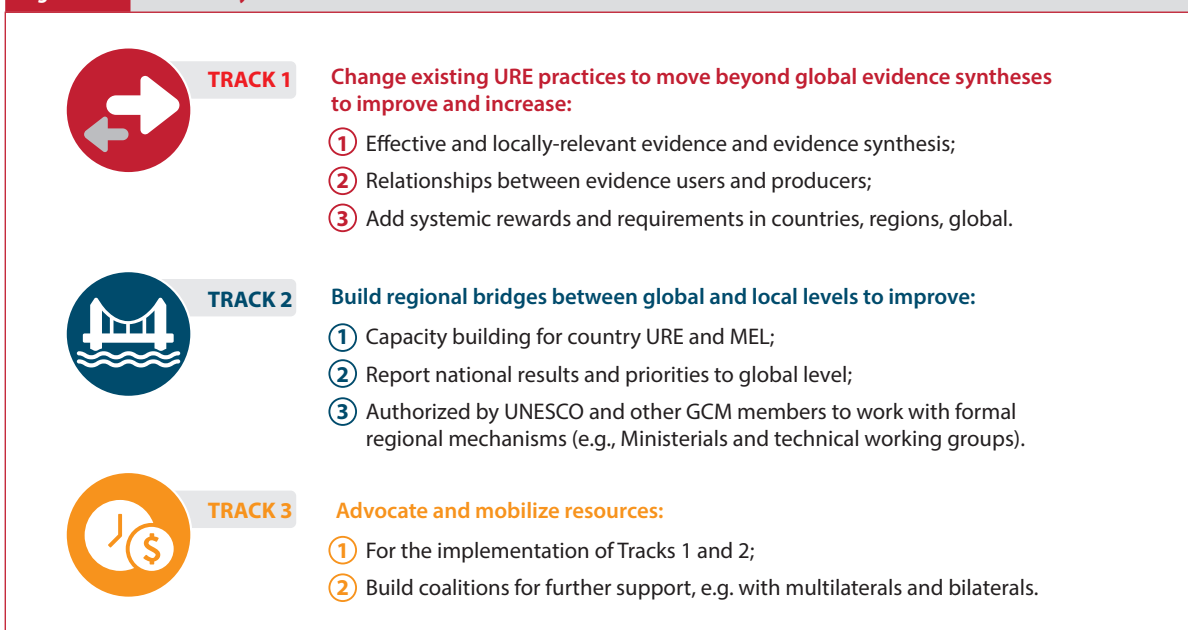 TRACK 1
Change existing URE practices to move beyond global evidence syntheses
to improve and increase:
1 Effective and locally-relevant evidence and evidence synthesis;
2 Relationships between evidence users and producers;
3 Add systemic rewards and requirements in countries, regions, global.
TRACK 2
Build regional bridges between global and local levels to improve:
1 Capacity building for country URE and MEL;
2 Report national results and priorities to global level;
3 Authorized by UNESCO and other GCM members to work with formal
regional mechanisms (e.g., Ministerials and technical working groups).
TRACK 3
Advocate and mobilize resources:
$
1 For the implementation of Tracks 1 and 2;
2 Build coalitions for further support, e.g. with multilaterals and bilaterals.